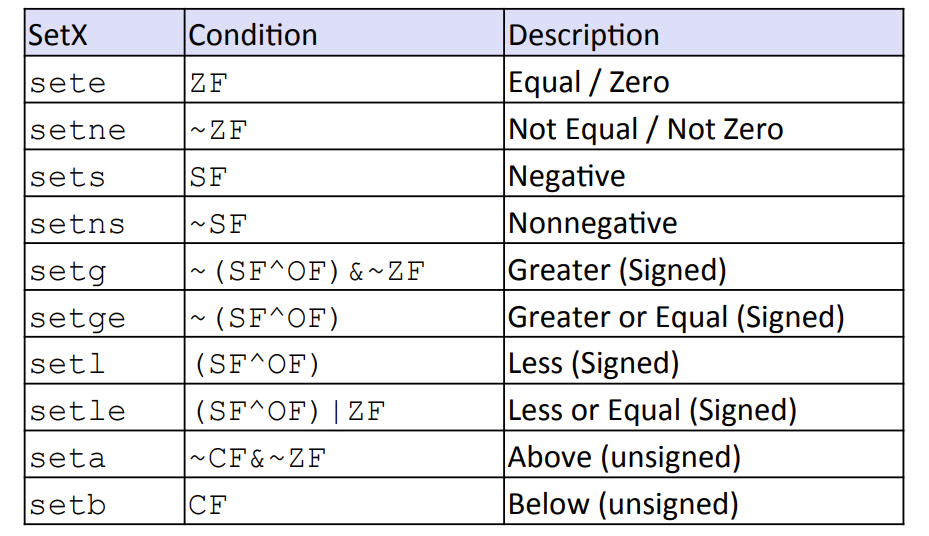 SetX Condition Description
sete ZF Equal / Zero
setne ~ZF Not Equal / Not Zero
sets SF Negative
setns ~SF Nonnegative
setg ~(SF^OF)&~ZF Greater (Signed)
setge ~(SF^OF) Greater or Equal (Signed)
setl (SF^OF) Less (Signed)
setle (SF^OF)|ZF Less or Equal (Signed)
seta ~CF&~ZF Above (unsigned)
setb CF Below (unsigned)